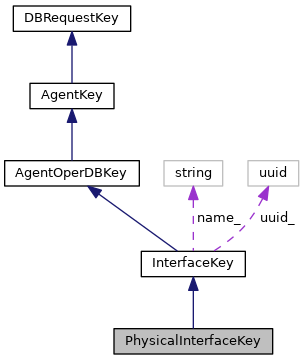 DBRequestKey
AgentKey
AgentOperDBKey
string
uuid
name_
uuid_
InterfaceKey
PhysicalInterfaceKey